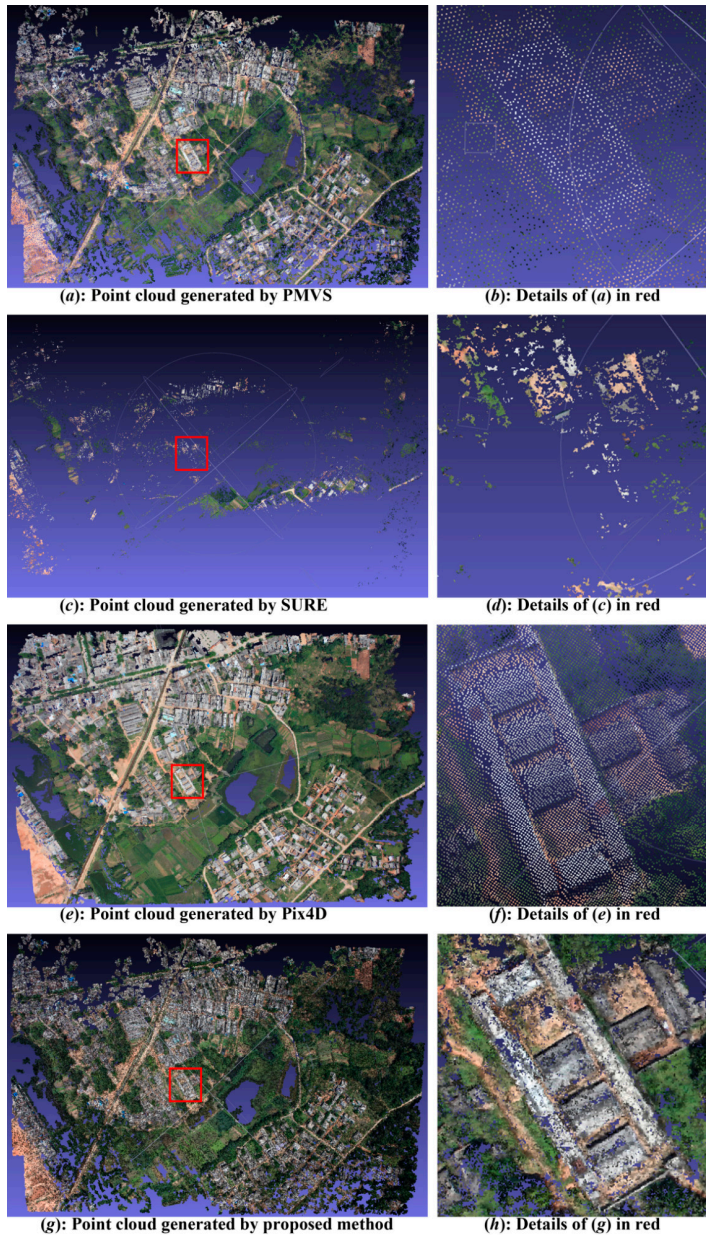 (a): Point cloud generated by PMVS
(b): Details of (a) in red
(c): Point cloud generated by SURE
(d): Details of (c) in red
(e): Point cloud generated by Pix4D
(f): Details of (e) in red
(g): Point cloud generated by proposed method
(h): Details of (g) in red